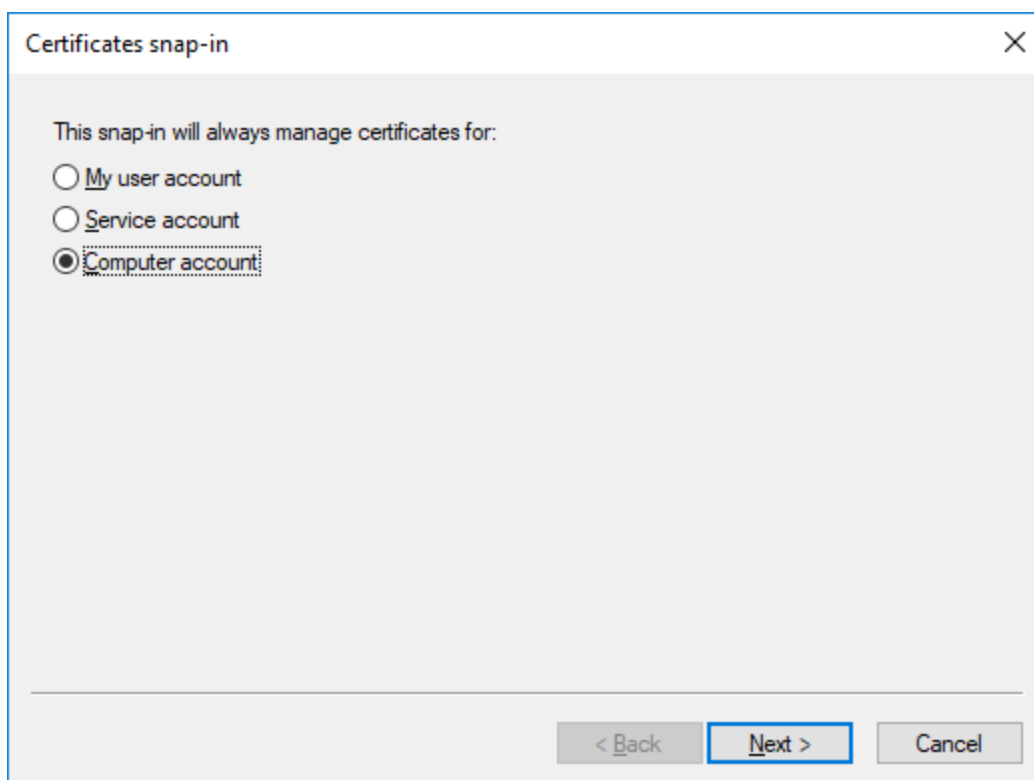 Certificates snap-in
This snap-in will always manage certificates for:
My user account
Service account
Computer account
< Back
Next >
Cancel